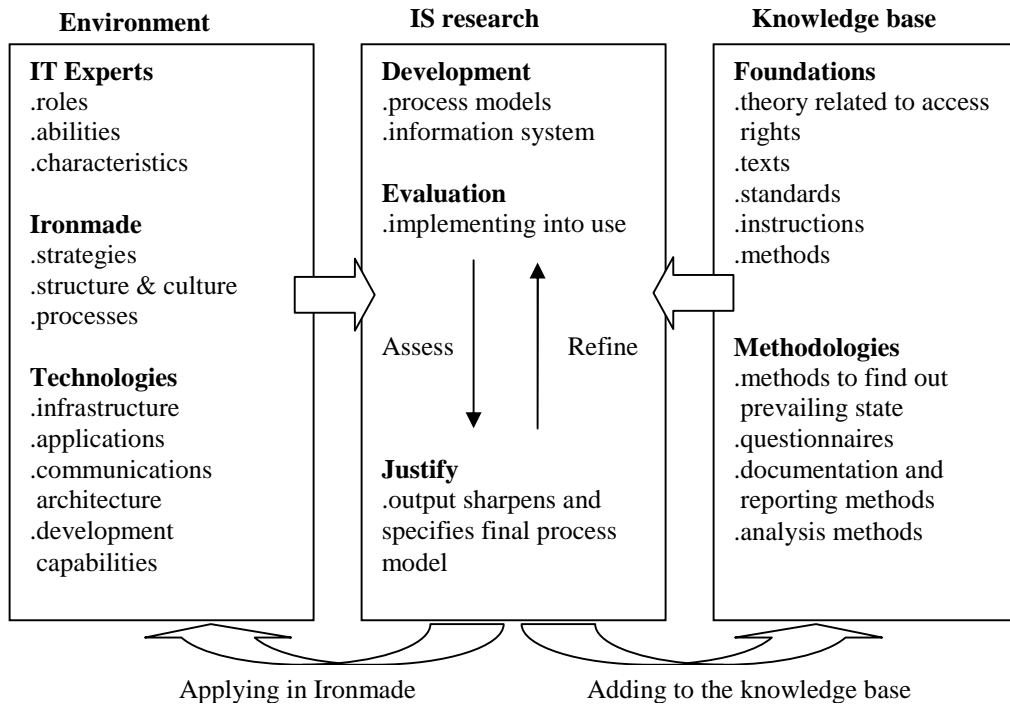 Environment
IT Experts
.roles
.abilities
.characteristics
Ironmade
.strategies
.structure & culture
.processes
Technologies
.infrastructure
.applications
.communications
architecture
.development
capabilities
IS research
Development
.process models
.information system
Evaluation
.implementing into use
Assess
Refine
Justify
.output sharpens and
specifies final process
model
Knowledge base
Foundations
.theory related to access
rights
.texts
.standards
.instructions
.methods
Methodologies
.methods to find out
prevailing state
.questionnaires
.documentation and
reporting methods
.analysis methods
Applying in Ironmade
Adding to the knowledge base